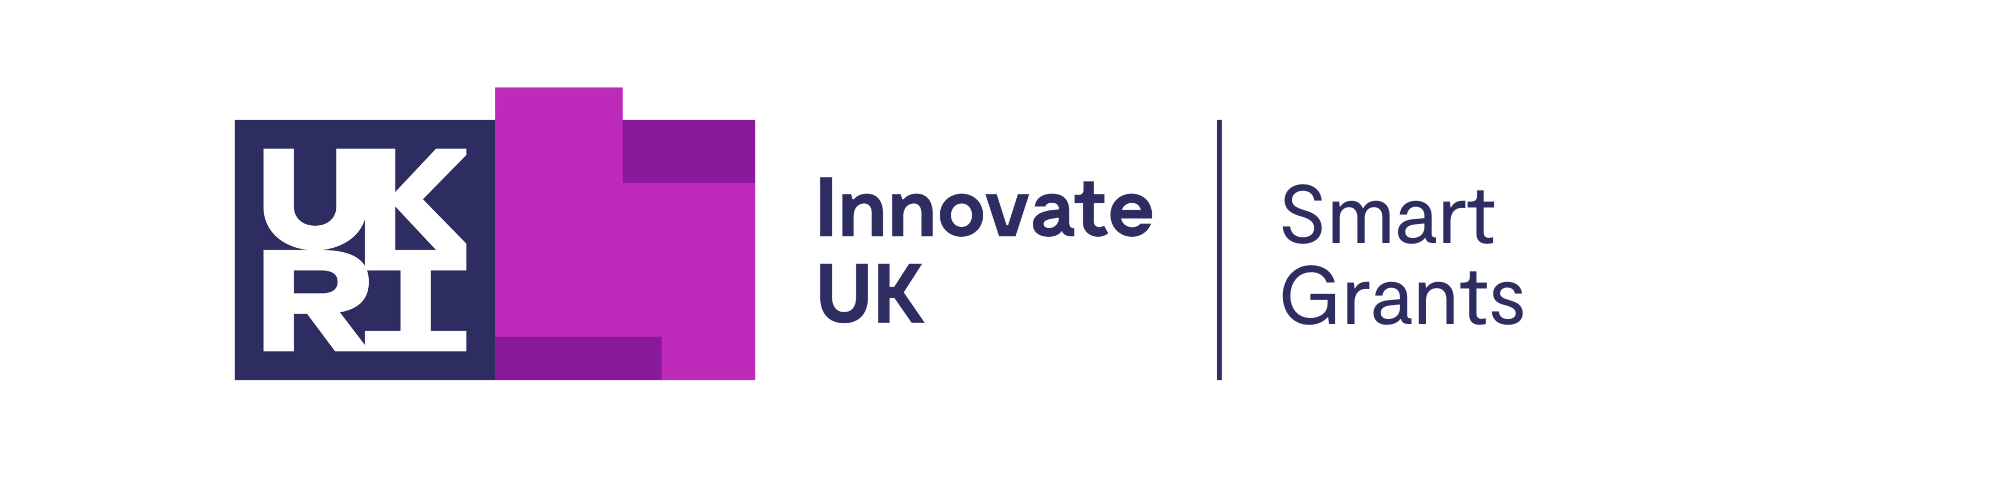 UK
RI
Innovate
UK
Smart
Grants